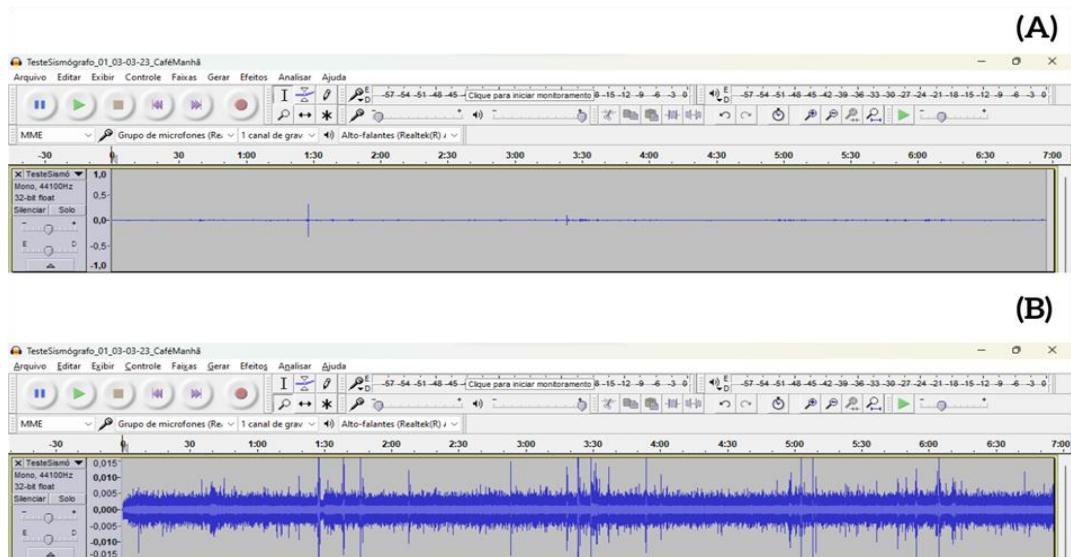 (A)
TesteSismógrafo_01_03-03-23_CaféManhã
Arquivo Editar Exibir Controle Faixas Gerar Efeitos Analisar Ajuda
E D -57 -54 -51 -48 -45 - Clique para iniciar monitoramento 8 -15 -12 -9 -6 -3 0 E D -57 -54 -51 -48 -45 -42 -39 -36 -33 -30 -27 -24 -21 -18 -15 -12 -9 -6 -3 0
MME Grupo de microfones (Re. 1 canal de grav Alto-falantes (Realtek(R) /
-30 0 30 1:00 1:30 2:00 2:30 3:00 3:30 4:00 4:30 5:00 5:30 6:00 6:30 7:00
X TesteSismó 1,0
Mono, 44100Hz
32-bit float 0,5-
Silenciar Solo
- + 0,0-
E D -0,5-
-1,0
(B)
TesteSismógrafo_01_03-03-23_CaféManhã
Arquivo Editar Exibir Controle Faixas Gerar Efeitos Analisar Ajuda
E D -57 -54 -51 -48 -45 - Clique para iniciar monitoramento 8 -15 -12 -9 -6 -3 0 E D -57 -54 -51 -48 -45 -42 -39 -36 -33 -30 -27 -24 -21 -18 -15 -12 -9 -6 -3 0
MME Grupo de microfones (Re. 1 canal de grav Alto-falantes (Realtek(R) /
-30 0 30 1:00 1:30 2:00 2:30 3:00 3:30 4:00 4:30 5:00 5:30 6:00 6:30 7:00
X TesteSismó 0,015
Mono, 44100Hz 0,010-
32-bit float 0,005-
Silenciar Solo
- + 0,000-
E D -0,005-
-0,010-
-0,015